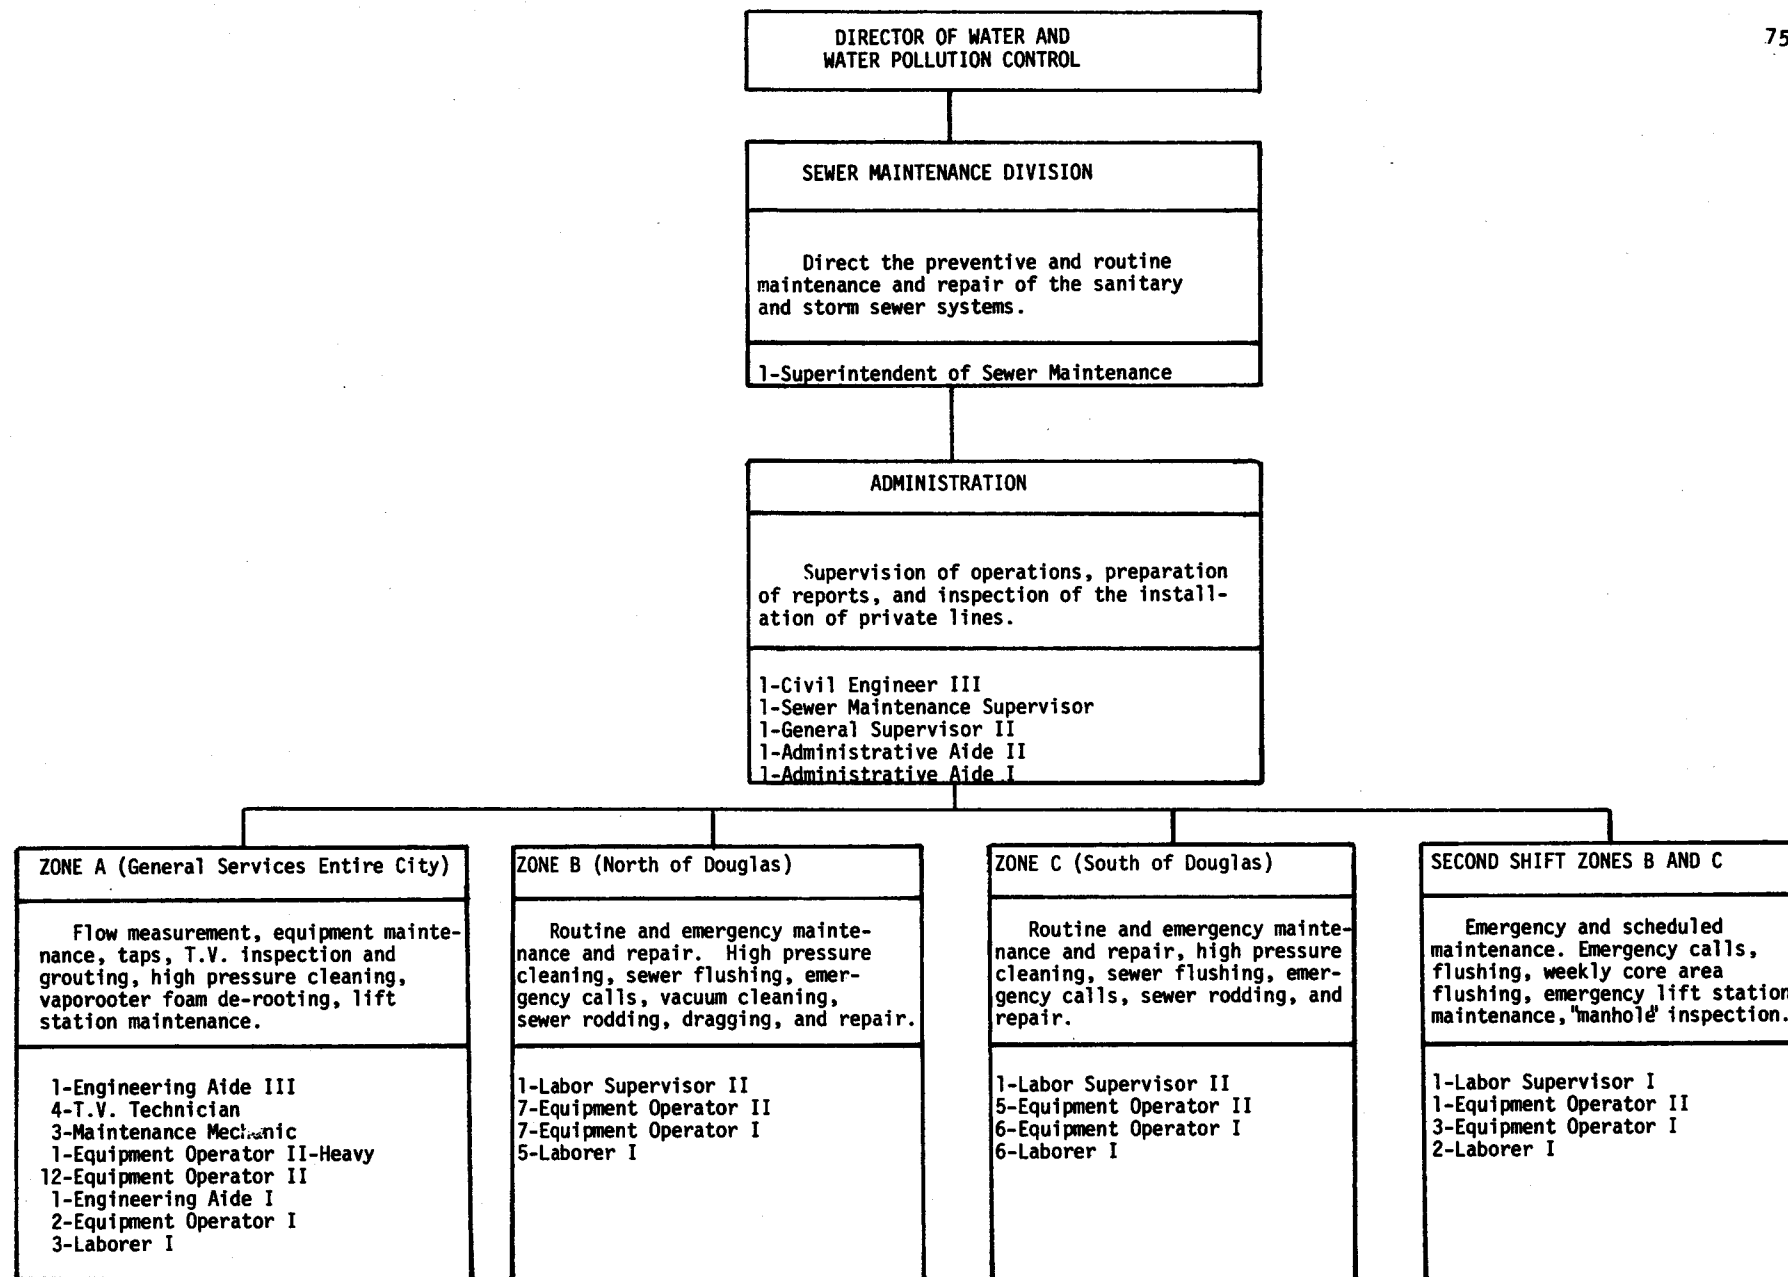 75
DIRECTOR OF WATER AND
WATER POLLUTION CONTROL
SEWER MAINTENANCE DIVISION
Direct the preventive and routine
maintenance and repair of the sanitary
and storm sewer systems.
1-Superintendent of Sewer Maintenance
ADMINISTRATION
Supervision of operations, preparation
of reports, and inspection of the install-
ation of private lines.
1-Civil Engineer III
1-Sewer Maintenance Supervisor
1-General Supervisor II
1-Administrative Aide II
1-Administrative Aide I
ZONE A (General Services Entire City)
Flow measurement, equipment mainte-
nance, taps, T.V. inspection and
grouting, high pressure cleaning,
vaporooter foam de-rooting, lift
station maintenance.
1-Engineering Aide III
4-T.V. Technician
3-Maintenance Mechanic
1-Equipment Operator II-Heavy
12-Equipment Operator II
1-Engineering Aide I
2-Equipment Operator I
3-Laborer I
ZONE B (North of Douglas)
Routine and emergency mainte-
nance and repair. High pressure
cleaning, sewer flushing, emer-
gency calls, vacuum cleaning,
sewer rodding, dragging, and repair.
1-Labor Supervisor II
7-Equipment Operator II
7-Equipment Operator I
5-Laborer I
ZONE C (South of Douglas)
Routine and emergency mainte-
nance and repair, high pressure
cleaning, sewer flushing, emer-
gency calls, sewer rodding, and
repair.
1-Labor Supervisor II
5-Equipment Operator II
6-Equipment Operator I
6-Laborer I
SECOND SHIFT ZONES B AND C
Emergency and scheduled
maintenance. Emergency calls,
flushing, weekly core area
flushing, emergency lift station
maintenance, "manhole" inspection.
1-Labor Supervisor I
1-Equipment Operator II
3-Equipment Operator I
2-Laborer I